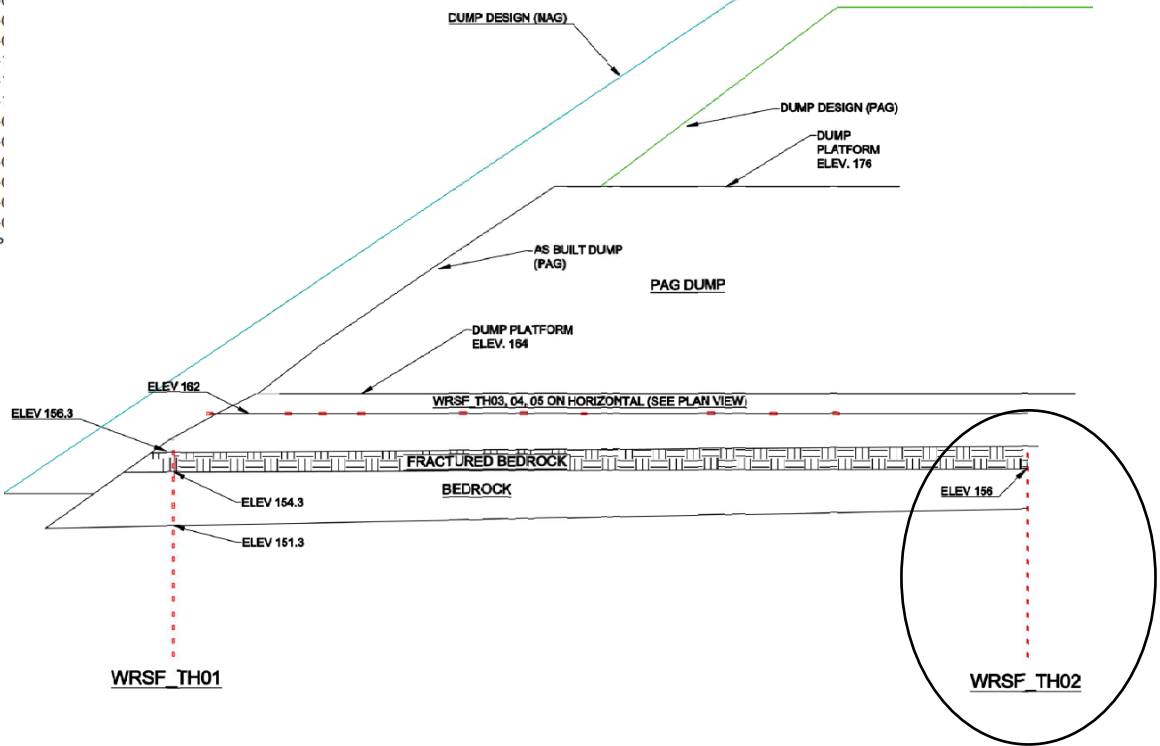 DUMP DESIGN (NAG)
DUMP DESIGN (PAG)
DUMP
PLATFORM
ELEV. 176
AS BUILT DUMP
(PAG)
PAG DUMP
DUMP PLATFORM
ELEV. 164
ELEV 162
WRSF_TH03, 04, 05 ON HORIZONTAL (SEE PLAN VIEW)
ELEV 156.3
FRACTURED BEDROCK
BEDROCK
ELEV 156
ELEV 154.3
ELEV 151.3
WRSF_TH01
WRSF_TH02